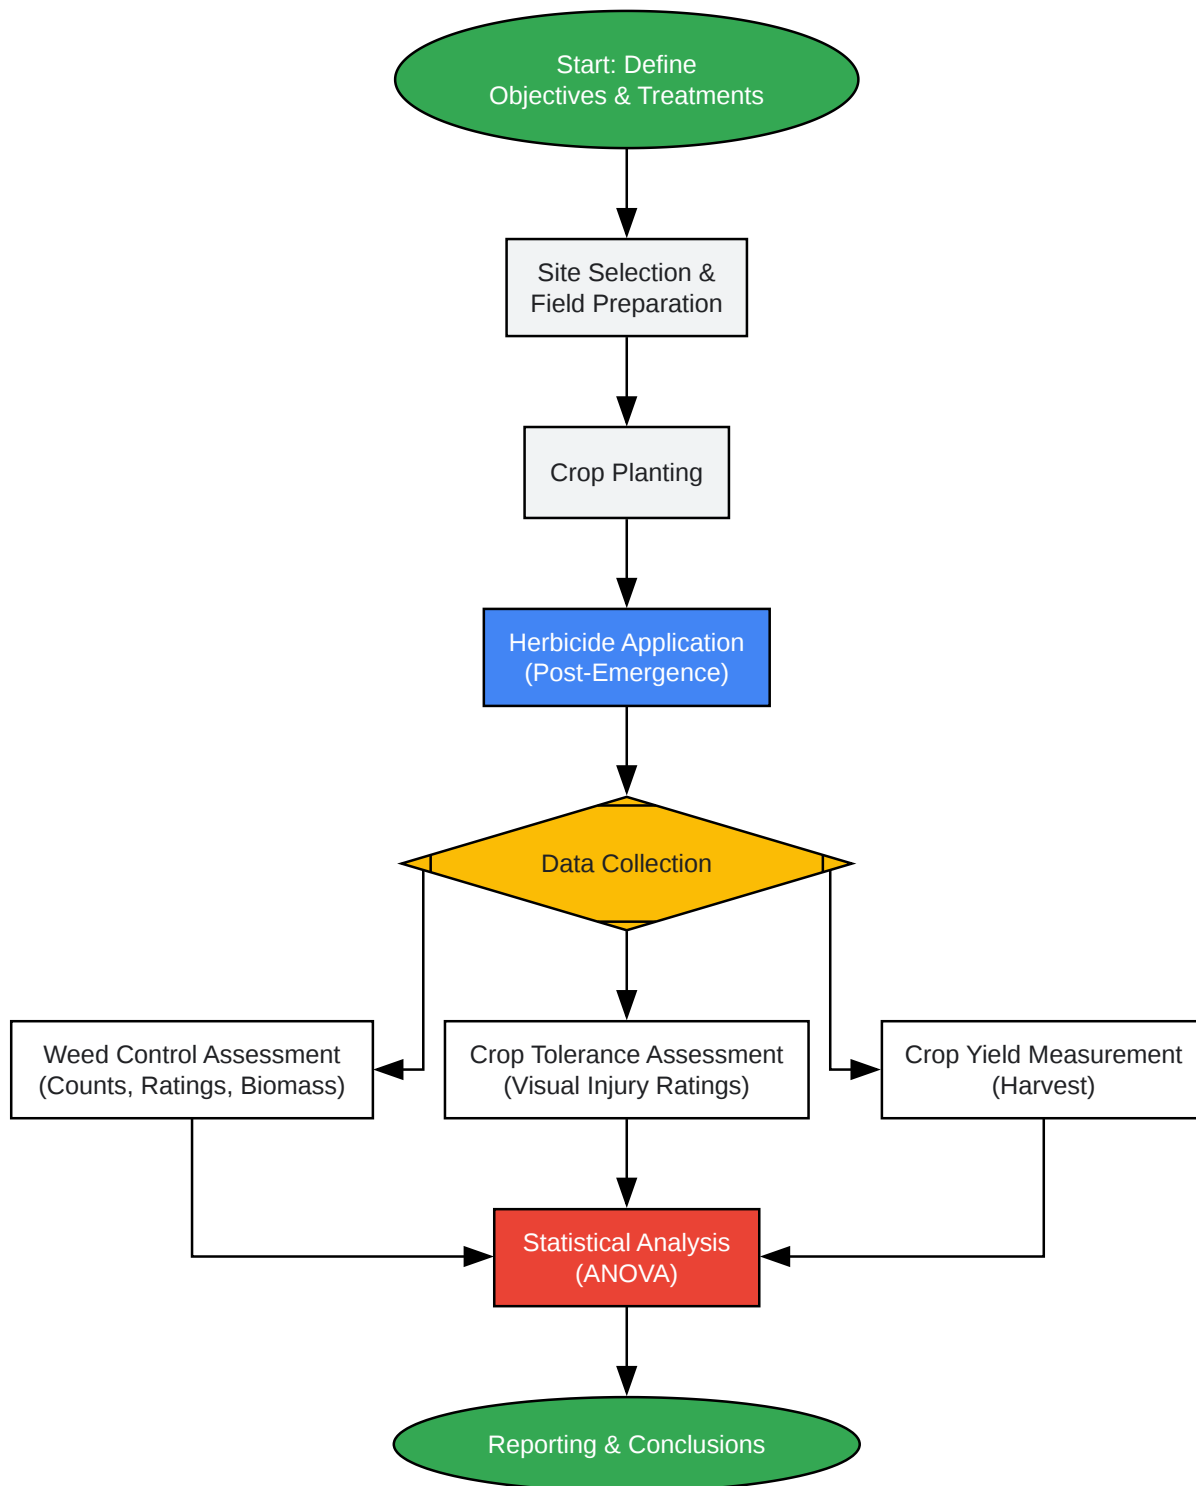 Start: Define
Objectives & Treatments
Site Selection &
Field Preparation
Crop Planting
Herbicide Application
(Post-Emergence)
Data Collection
Weed Control Assessment
(Counts, Ratings, Biomass)
Crop Tolerance Assessment
(Visual Injury Ratings)
Crop Yield Measurement
(Harvest)
Statistical Analysis
(ANOVA)
Reporting & Conclusions